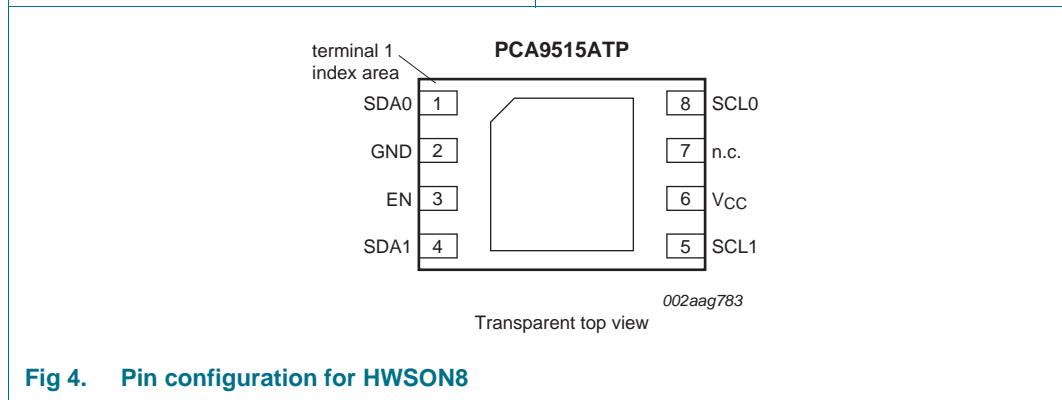 PCA9515ATP
terminal 1
index area
SDA0 1
8 SCL0
GND 2
7 n.c.
EN 3
6 VCC
SDA1 4
5 SCL1
002aag783
Transparent top view
Fig 4. Pin configuration for HWSON8